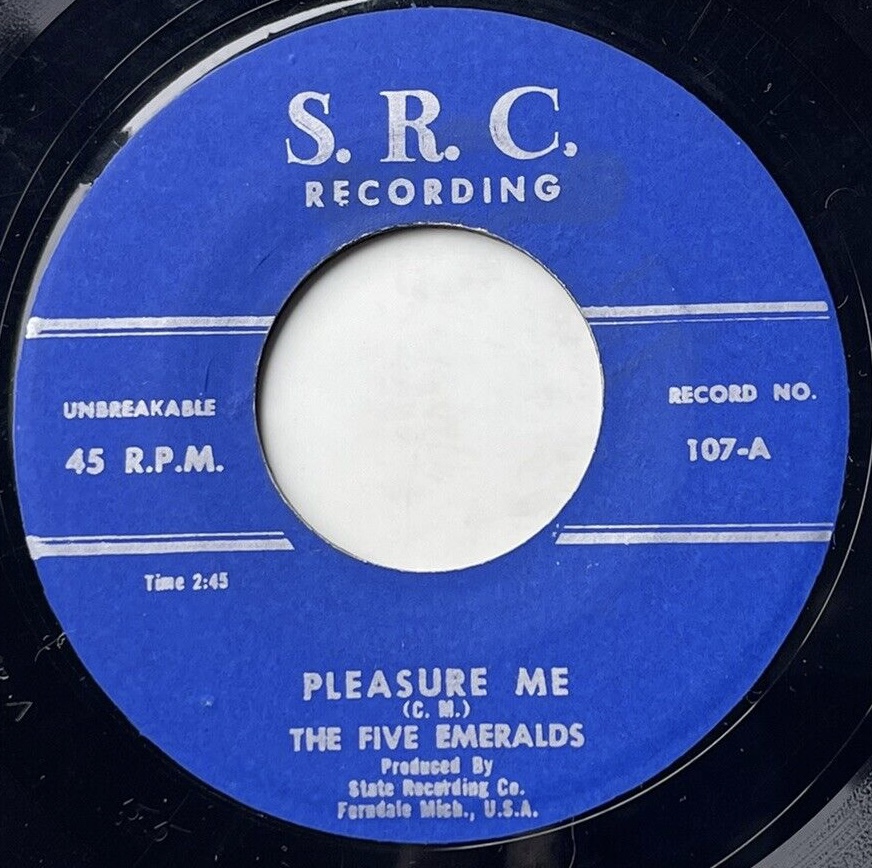 S. R. C.
RECORDING
UNBREAKABLE
45 R.P.M.
RECORD NO.
107-A
Time 2:45
PLEASURE ME
(C. M.)
THE FIVE EMERALDS
Produced By
State Recording Co.
Ferndale Mich., U.S.A.